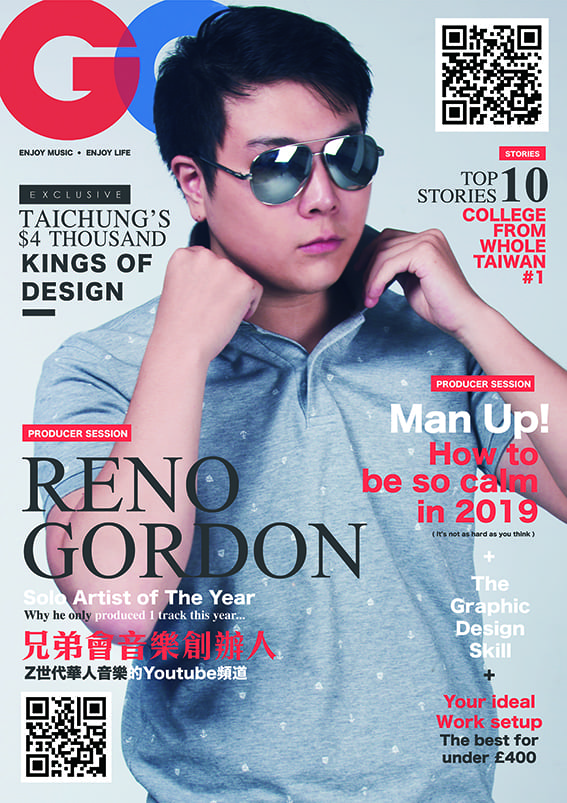 GQ
ENJOY MUSIC • ENJOY LIFE
EXCLUSIVE
TAICHUNG'S
$4 THOUSAND
KINGS OF
DESIGN
STORIES
TOP 10
STORIES
COLLEGE
FROM
WHOLE
TAIWAN
#1
PRODUCER SESSION
Man Up!
How to
be so calm
in 2019
( It's not as hard as you think )
+
The
Graphic
Design
Skill
+
Your ideal
Work setup
The best for
under £400
PRODUCER SESSION
RENO
GORDON
Solo Artist of The Year
Why he only produced 1 track this year...
兄弟會音樂創辦人
Z世代華人音樂的Youtube頻道